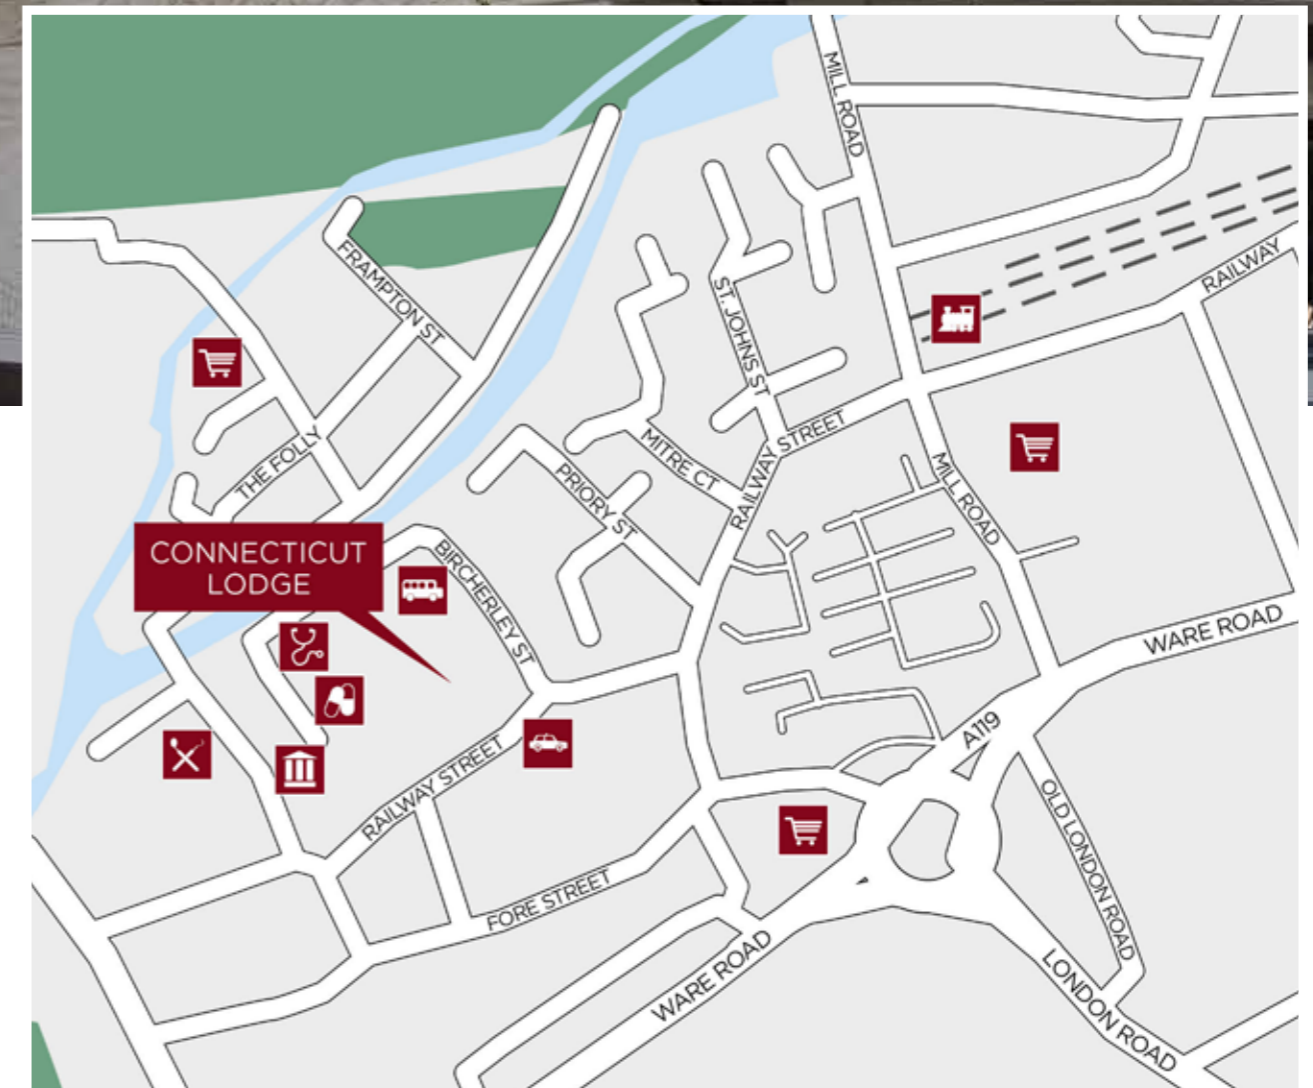 MILL ROAD
FRAMPTON ST
RAILWAY
ST. JOHNS ST
THE FOLLY
MITRE CT
RAILWAY STREET
PRIORY ST
MILL ROAD
CONNECTICUT
LODGE
BIRCHERLEY ST
WARE ROAD
A119
RAILWAY STREET
OLD LONDON ROAD
FORE STREET
WARE ROAD
LONDON ROAD